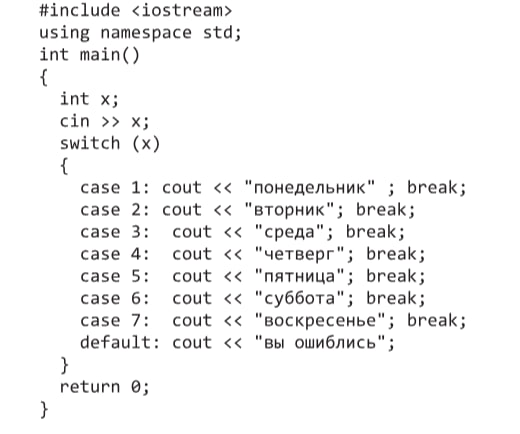 #include <iostream>
using namespace std;
int main()
{
int x;
cin >> x;
switch (x)
{
case 1: cout << "понедельник" ; break;
case 2: cout << "вторник"; break;
case 3:  cout << "среда"; break;
case 4:  cout << "четверг"; break;
case 5:  cout << "пятница"; break;
case 6:  cout << "суббота"; break;
case 7:  cout << "воскресенье"; break;
default: cout << "вы ошиблись";
}
return 0;
}